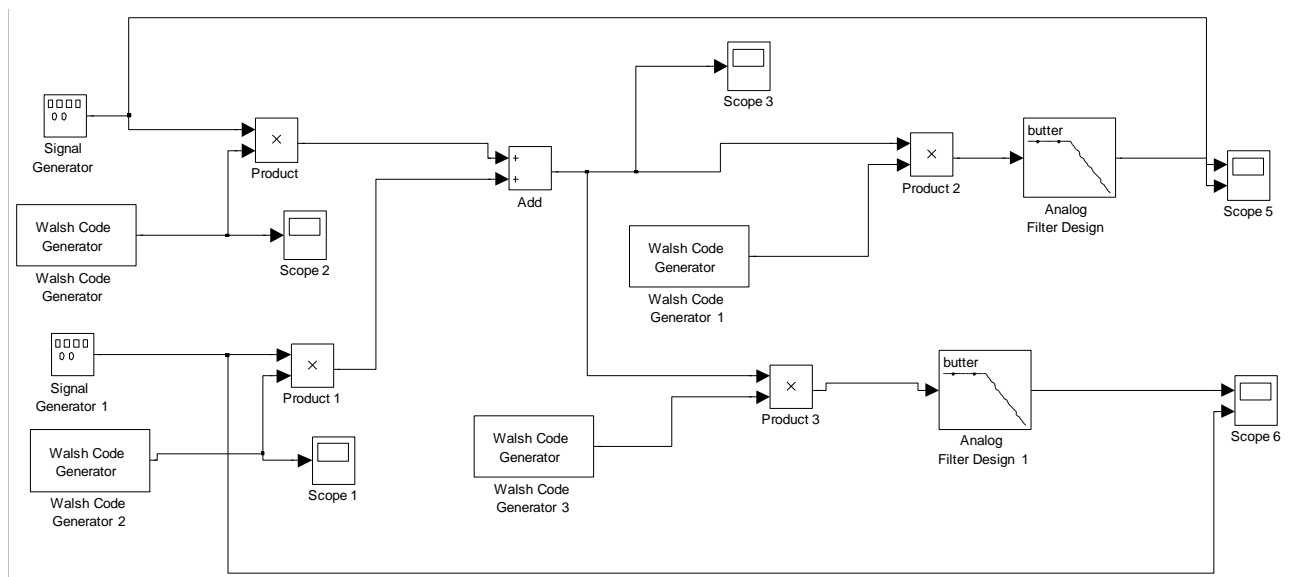 Scope 3
Signal
Generator
×
Product
+
+
Add
×
Product 2
butter
Analog
Filter Design
Scope 5
Walsh Code
Generator
Walsh Code
Generator
Scope 2
Walsh Code
Generator
Walsh Code
Generator 1
Signal
Generator 1
×
Product 1
×
Product 3
butter
Analog
Filter Design 1
Scope 6
Walsh Code
Generator
Walsh Code
Generator 2
Scope 1
Walsh Code
Generator
Walsh Code
Generator 3